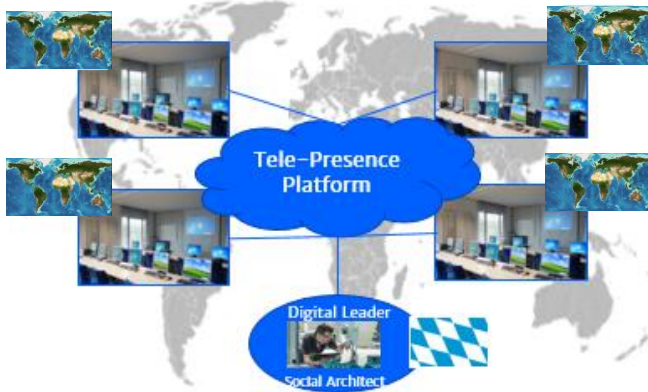 Tele-Presence
Platform
Digital Leader
Social Architect